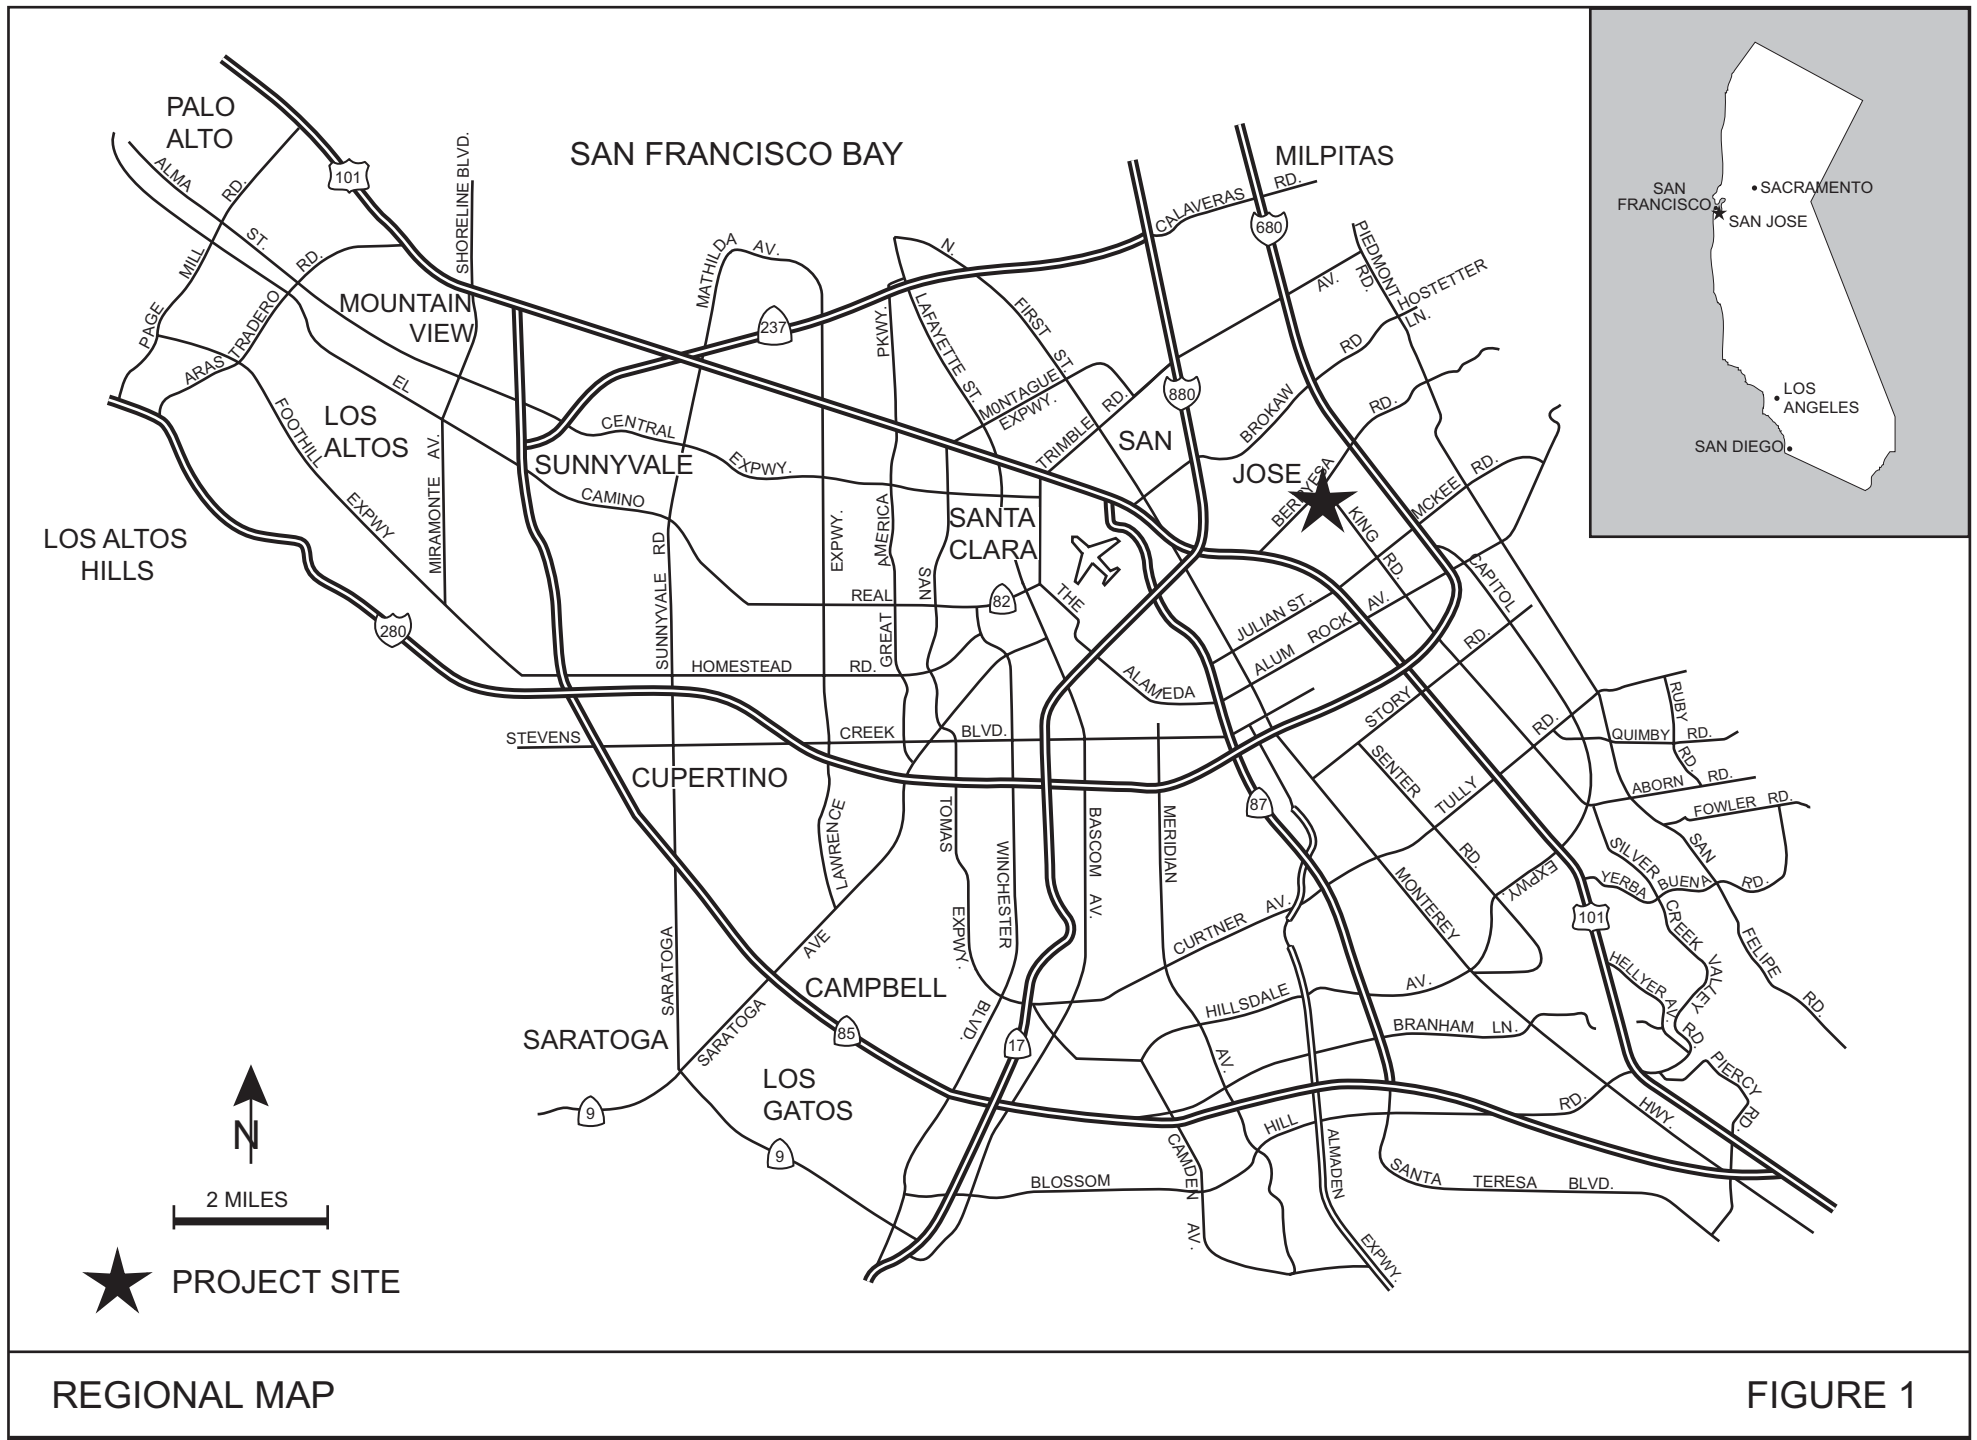 PALO
ALTO
SAN FRANCISCO BAY
MILPITAS
MOUNTAIN
VIEW
LOS
ALTOS
LOS ALTOS
HILLS
SUNNYVALE
SANTA
CLARA
SAN
JOSE
CUPERTINO
CAMPBELL
SARATOGA
LOS
GATOS
101
237
880
680
280
82
87
85
17
9
9
101
ALMA
ST.
PAGE
MILL
RD.
ARASTRADERO
RD.
SHORELINE BLVD.
MIRAMONTE AV.
FOOTHILL
EXPWY
EL
CAMINO
REAL
CENTRAL
EXPWY.
MATHILDA
AV.
SUNNYVALE RD
SARATOGA
HOMESTEAD
RD.
STEVENS
CREEK
BLVD.
LAWRENCE
EXPWY.
GREAT
AMERICA
PKWY.
LAFAYETTE ST.
N.
FIRST
ST.
M0NTAGUE
EXPWY.
TRIMBLE
RD.
CALAVERAS
RD.
PIEDMONT
RD.
HOSTETTER
LN.
AV.
BROKAW
RD
BERRYESA
RD.
KING
RD.
MCKEE
RD.
CAPITOL
EXPWY.
JULIAN ST.
ALUM
ROCK
AV.
THE
ALAMEDA
STORY
RD.
SENTER
RD.
TULLY
RD.
QUIMBY
RD.
RUBY
RD.
ABORN
RD.
FOWLER
RD.
SAN
FELIPE
RD.
SILVER
CREEK
VALLEY
RD.
YERBA
BUENA
RD.
HELLYER
AV.
PIERCY
RD.
MONTEREY
HWY.
SAN
TOMAS
EXPWY.
WINCHESTER
BLVD.
BASCOM
AV.
MERIDIAN
AV.
CURTNER
AV.
HILLSDALE
AV.
BRANHAM LN.
SARATOGA
AVE
BLOSSOM
HILL
RD.
CAMDEN
AV.
ALMADEN
EXPWY.
SANTA
TERESA
BLVD.
SAN
FRANCISCO
SACRAMENTO
SAN JOSE
LOS
ANGELES
SAN DIEGO
N
2 MILES
PROJECT SITE
REGIONAL MAP
FIGURE 1